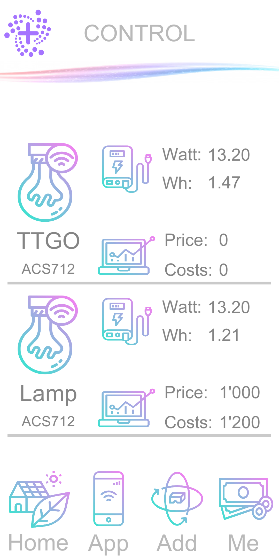 CONTROL
Watt: 13.20
Wh: 1.47
TTGO
ACS712
Price: 0
Costs: 0
Watt: 13.20
Wh: 1.21
Lamp
ACS712
Price: 1'000
Costs: 1'200
Home App Add Me